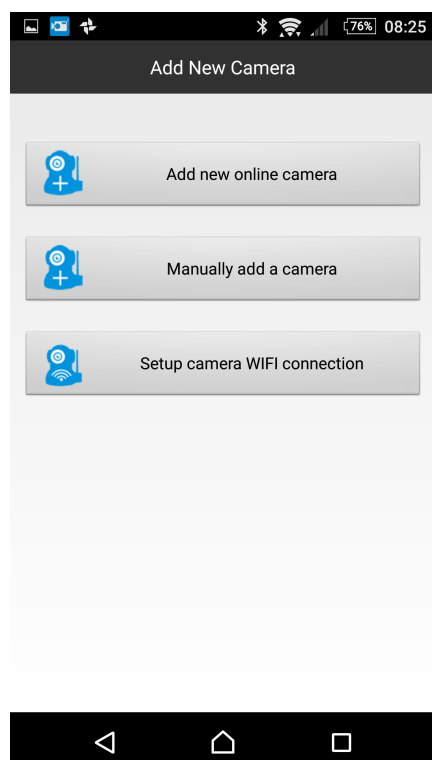 76% 08:25
Add New Camera
Add new online camera
Manually add a camera
Setup camera WIFI connection